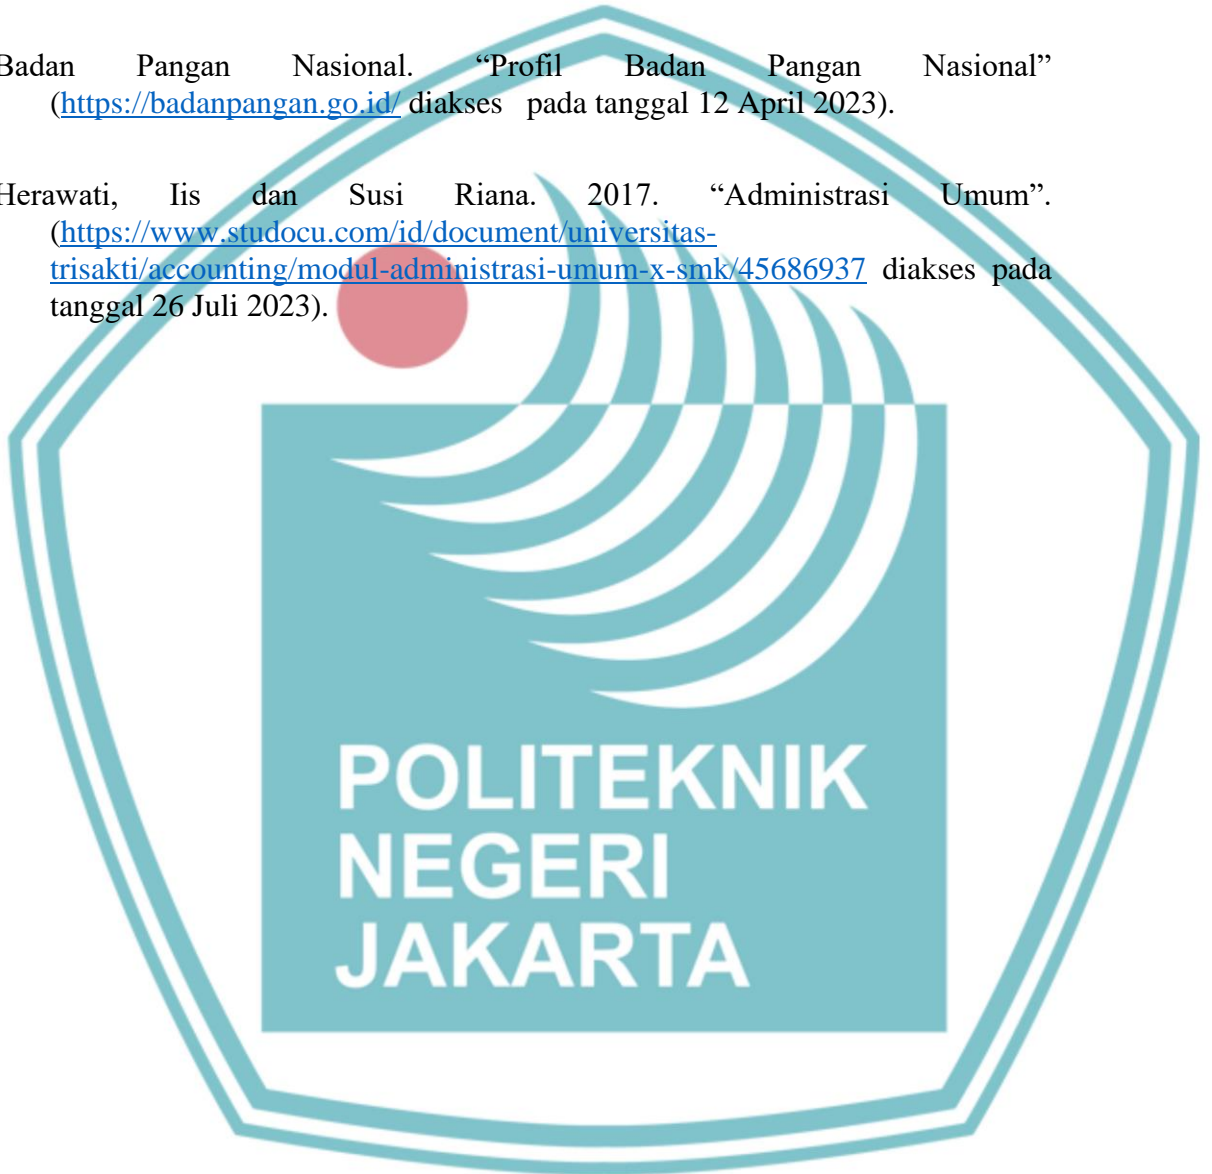 Badan Pangan Nasional. “Profil Badan Pangan Nasional”
(https://badanpangan.go.id/ diakses pada tanggal 12 April 2023).
Herawati, Iis dan Susi Riana. 2017. “Administrasi Umum”.
(https://www.studocu.com/id/document/universitas-
trisakti/accounting/modul-administrasi-umum-x-smk/45686937 diakses pada
tanggal 26 Juli 2023).
POLITEKNIK
NEGERI
JAKARTA